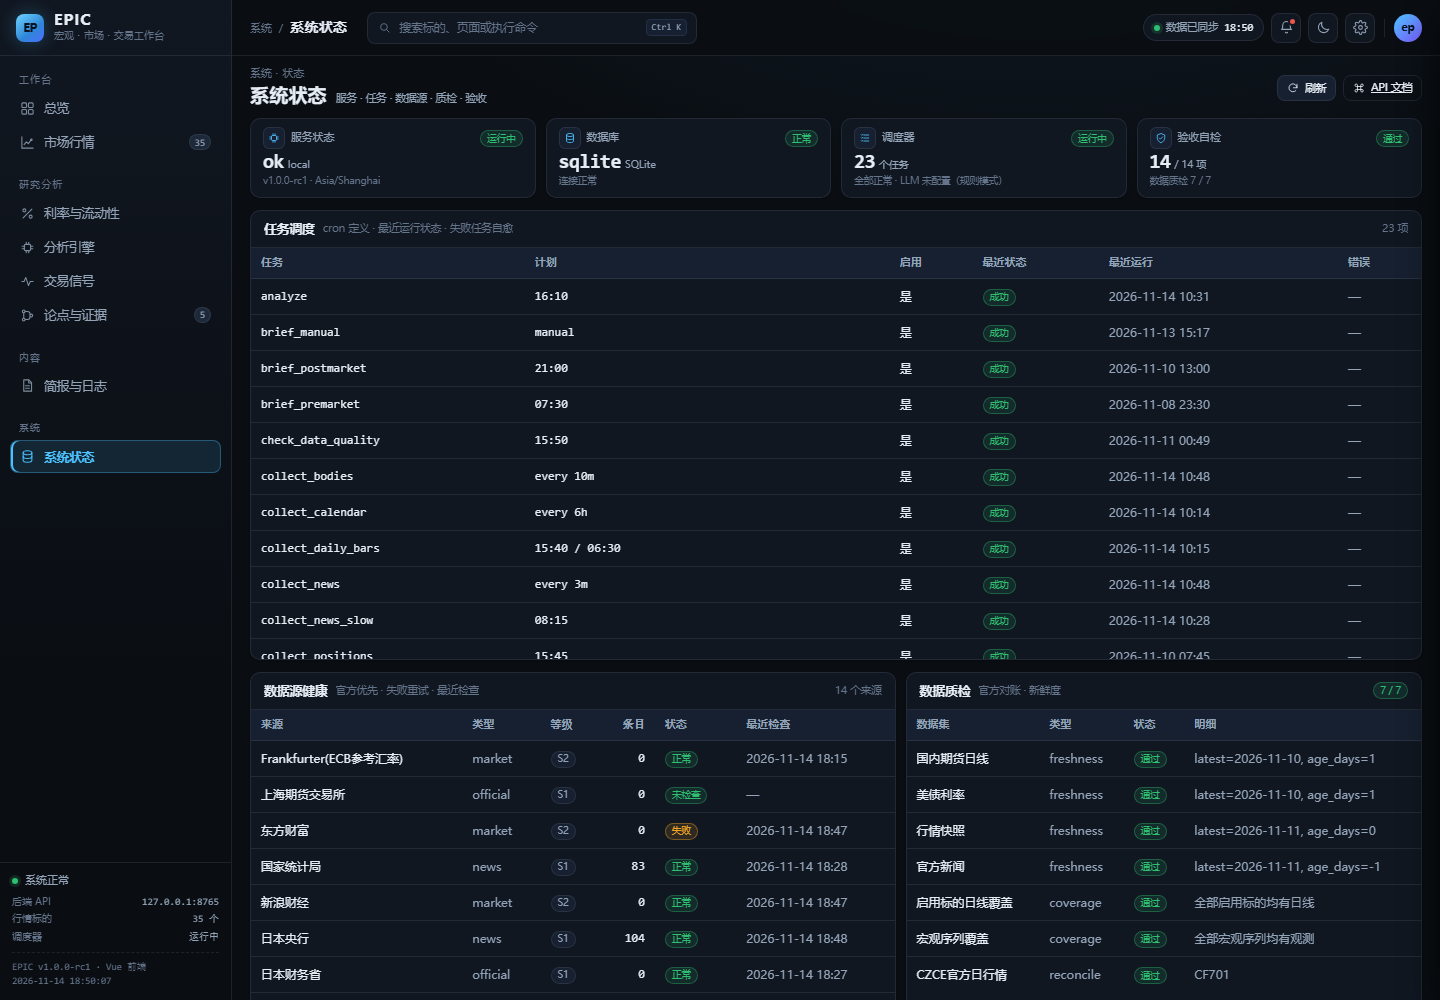 EP
EPIC
宏观 · 市场 · 交易工作台
工作台
总览
市场行情 35
研究分析
利率与流动性
分析引擎
交易信号
论点与证据 5
内容
简报与日志
系统
系统状态
系统正常
后端 API 127.0.0.1:8765
行情标的 35 个
调度器 运行中
EPIC v1.0.0-rc1 · Vue 前端
2026-11-14 18:50:07
系统 / 系统状态
搜索标的、页面或执行命令 Ctrl K
数据已同步 18:50
ep
系统 · 状态
系统状态 服务 · 任务 · 数据源 · 质检 · 验收
刷新
API 文档
服务状态 运行中
ok local
v1.0.0-rc1 · Asia/Shanghai
数据库 正常
sqlite SQLite
连接正常
调度器 运行中
23 个任务
全部正常 · LLM 未配置（规则模式）
验收自检 通过
14 / 14 项
数据质检 7 / 7
任务调度 cron 定义 · 最近运行状态 · 失败任务自愈 23 项
任务 计划 启用 最近状态 最近运行 错误
analyze 16:10 是 成功 2026-11-14 10:31 —
brief_manual manual 是 成功 2026-11-13 15:17 —
brief_postmarket 21:00 是 成功 2026-11-10 13:00 —
brief_premarket 07:30 是 成功 2026-11-08 23:30 —
check_data_quality 15:50 是 成功 2026-11-11 00:49 —
collect_bodies every 10m 是 成功 2026-11-14 10:48 —
collect_calendar every 6h 是 成功 2026-11-14 10:14 —
collect_daily_bars 15:40 / 06:30 是 成功 2026-11-14 10:15 —
collect_news every 3m 是 成功 2026-11-14 10:48 —
collect_news_slow 08:15 是 成功 2026-11-14 10:28 —
collect_positions 15:45 是 成功 2026-11-10 07:45 —
数据源健康 官方优先 · 失败重试 · 最近检查 14 个来源
来源 类型 等级 条目 状态 最近检查
Frankfurter(ECB参考汇率) market S2 0 正常 2026-11-14 18:15
上海期货交易所 official S1 0 未检查 —
东方财富 market S2 0 失败 2026-11-14 18:47
国家统计局 news S1 83 正常 2026-11-14 18:28
新浪财经 market S2 0 正常 2026-11-14 18:47
日本央行 news S1 104 正常 2026-11-14 18:48
日本财务省 official S1 0 正常 2026-11-14 18:27
数据质检 官方对账 · 新鲜度 7 / 7
数据集 类型 状态 明细
国内期货日线 freshness 通过 latest=2026-11-10, age_days=1
美债利率 freshness 通过 latest=2026-11-10, age_days=1
行情快照 freshness 通过 latest=2026-11-11, age_days=0
官方新闻 freshness 通过 latest=2026-11-11, age_days=-1
启用标的日线覆盖 coverage 通过 全部启用标的均有日线
宏观序列覆盖 coverage 通过 全部宏观序列均有观测
CZCE官方日行情 reconcile 通过 CF701